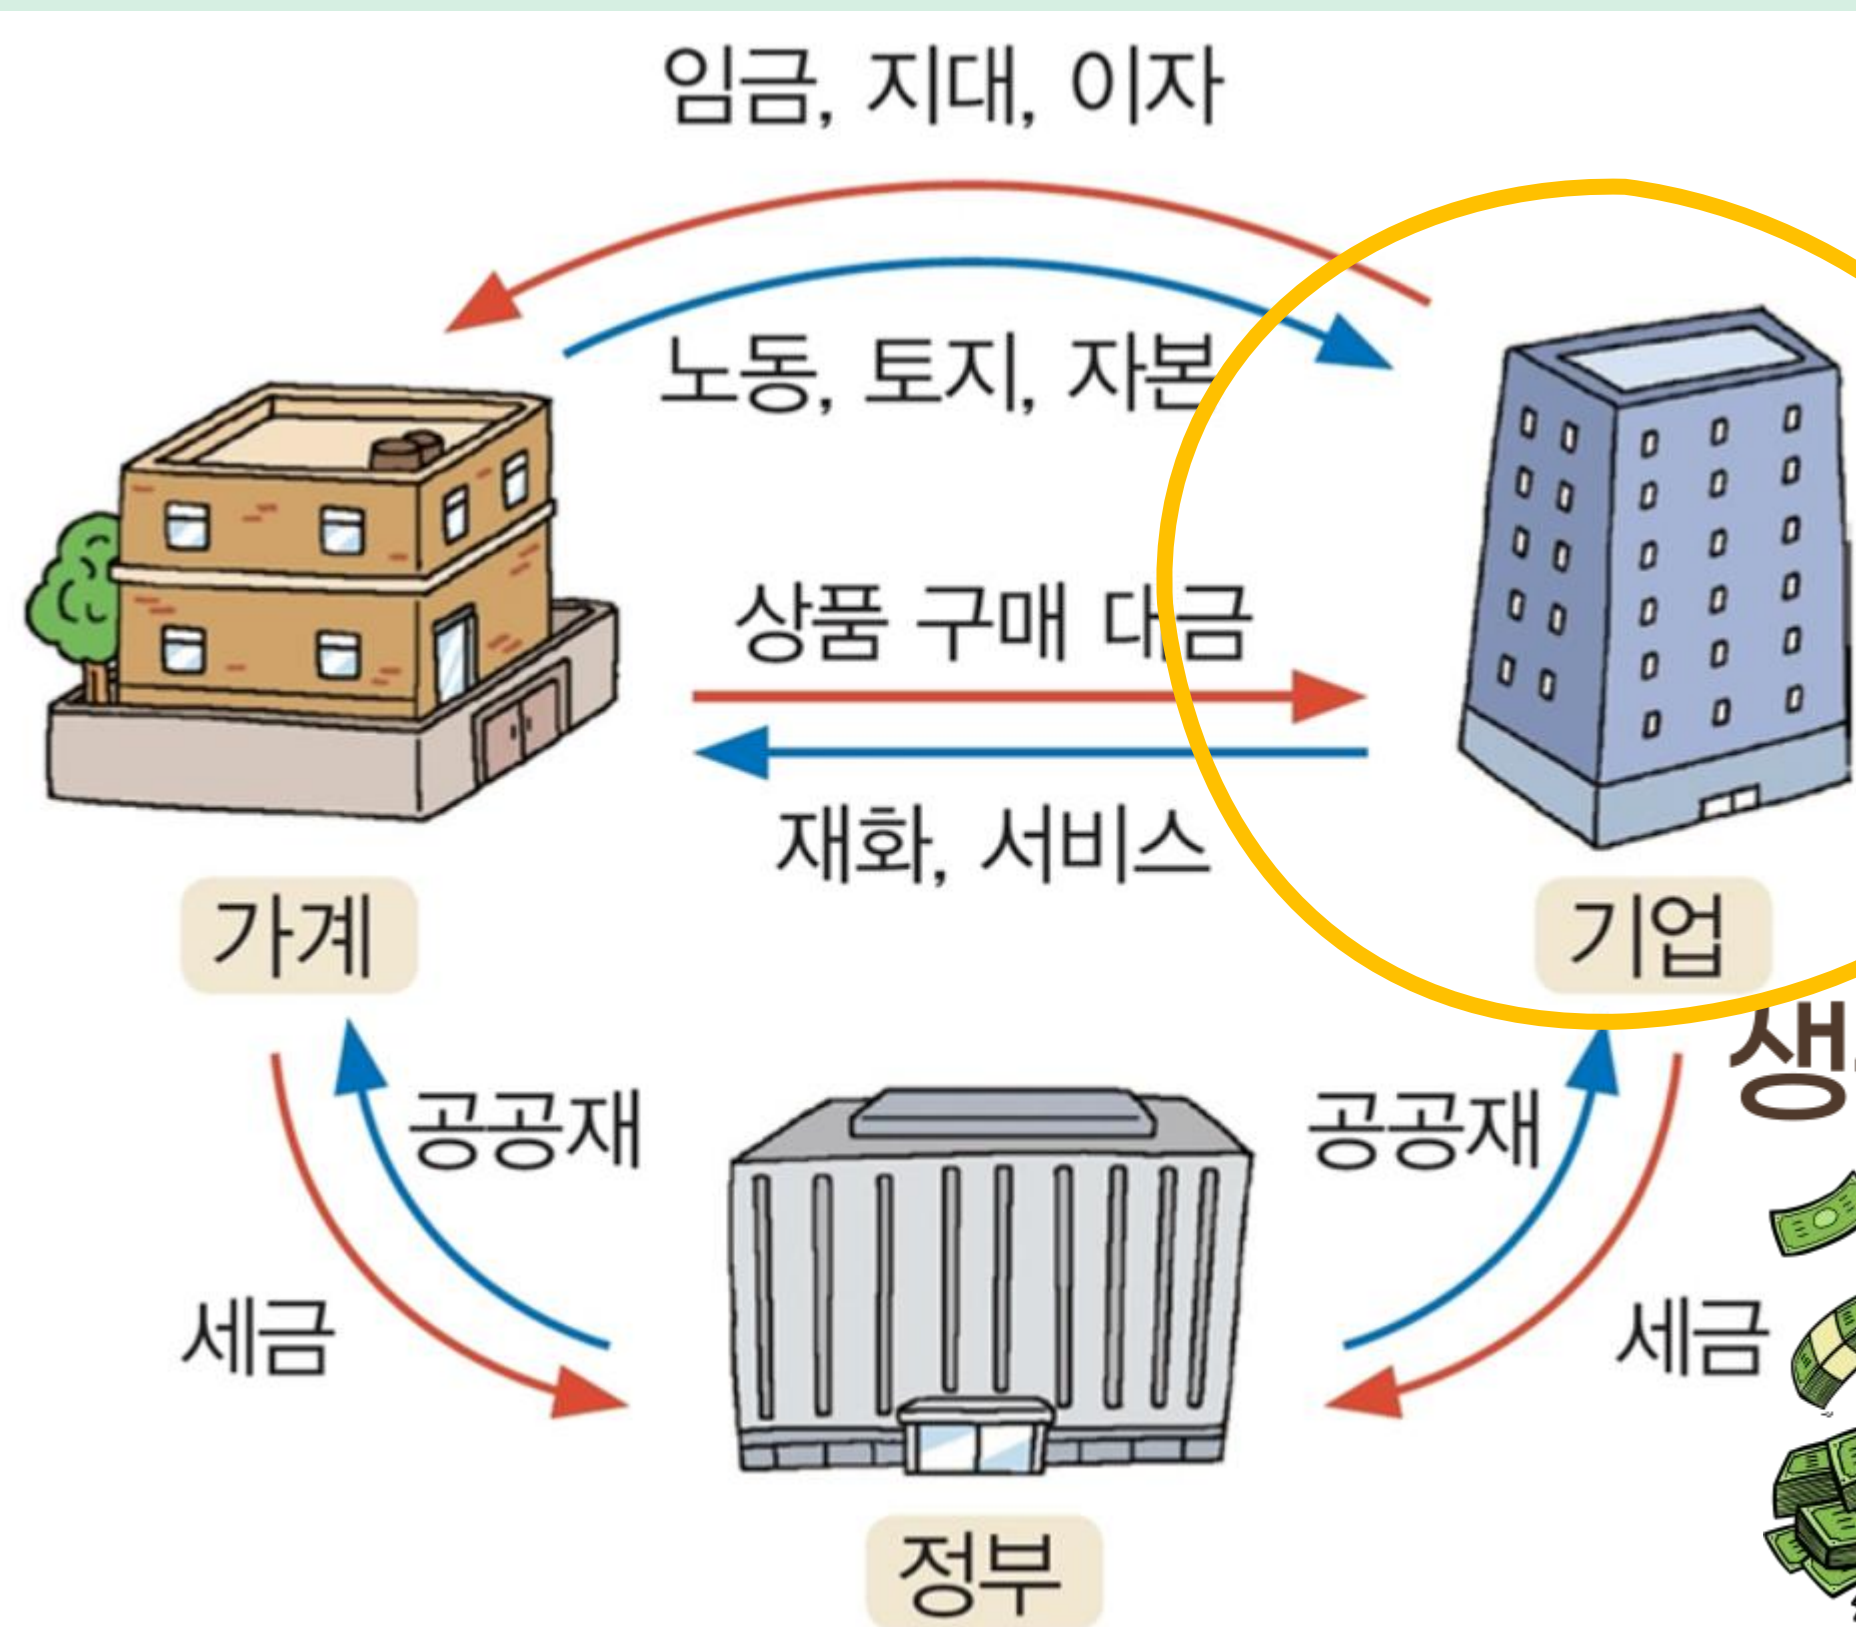 임금, 지대, 이자
노동, 토지, 자본
상품 구매 대금
재화, 서비스
가계
기업
공공재
공공재
세금
세금
정부